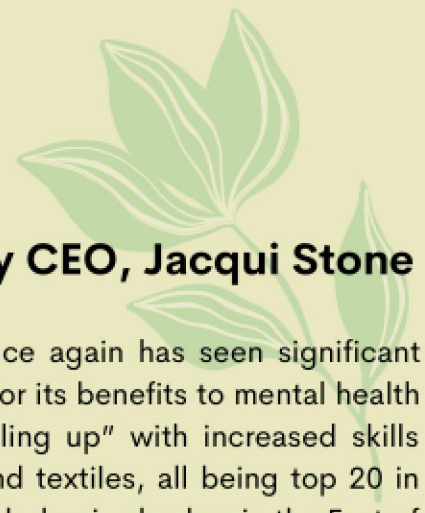 y CEO, Jacqui Stone
ce again has seen significant
or its benefits to mental health
ling up” with increased skills
nd textiles, all being top 20 in